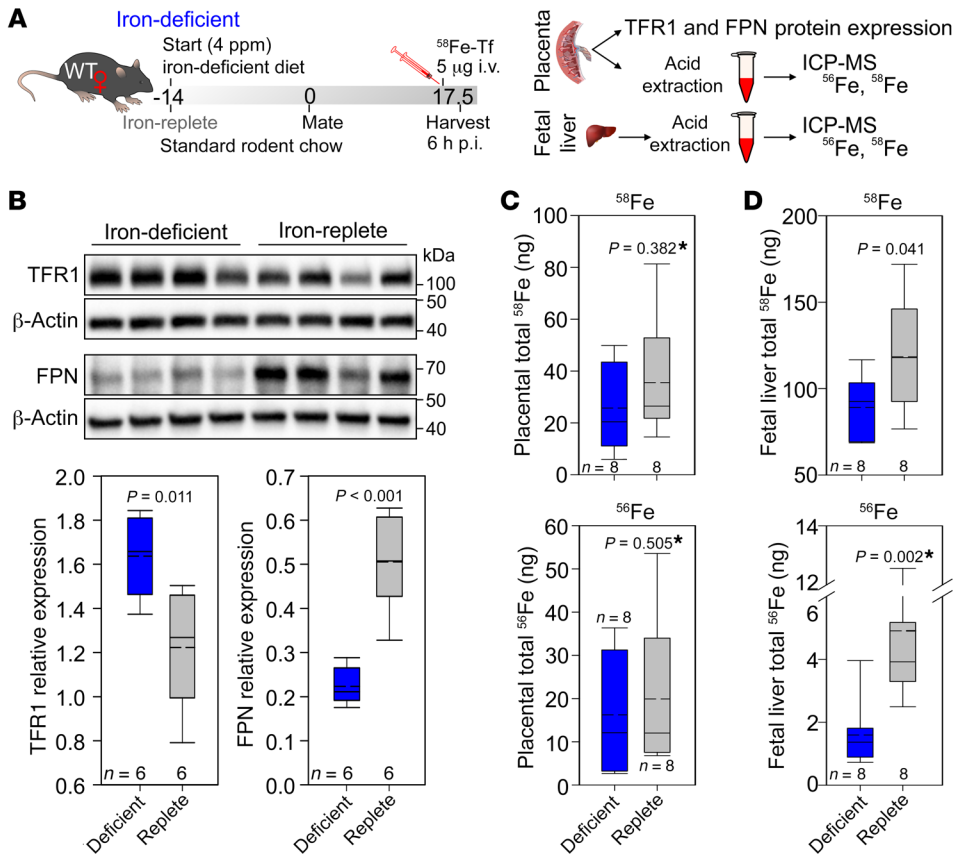 A
Iron-deficient
Start (4 ppm)
iron-deficient diet
WT♀
-14
0
17.5
⁵⁸Fe-Tf
5 µg i.v.
Iron-replete
Mate
Harvest
Standard rodent chow
6 h p.i.
Placenta
TFR1 and FPN protein expression
Acid
extraction
ICP-MS
⁵⁶Fe, ⁵⁸Fe
Fetal
liver
Acid
extraction
ICP-MS
⁵⁶Fe, ⁵⁸Fe
B
Iron-deficient
Iron-replete
kDa
TFR1
100
β-Actin
50
40
FPN
70
β-Actin
50
40
TFR1 relative expression
2.0
1.8
1.6
1.4
1.2
1.0
0.8
0.6
P = 0.011
n = 6
6
Deficient
Replete
FPN relative expression
0.7
0.6
0.5
0.4
0.3
0.2
0.1
0.0
P < 0.001
n = 6
6
Deficient
Replete
C
⁵⁸Fe
Placental total ⁵⁸Fe (ng)
100
80
60
40
20
0
P = 0.382*
n = 8
8
⁵⁶Fe
Placental total ⁵⁶Fe (ng)
60
50
40
30
20
10
0
P = 0.505*
n = 8
n = 8
Deficient
Replete
D
⁵⁸Fe
Fetal liver total ⁵⁸Fe (ng)
200
150
100
50
P = 0.041
n = 8
8
⁵⁶Fe
Fetal liver total ⁵⁶Fe (ng)
14
12
6
4
2
0
P = 0.002*
n = 8
8
Deficient
Replete